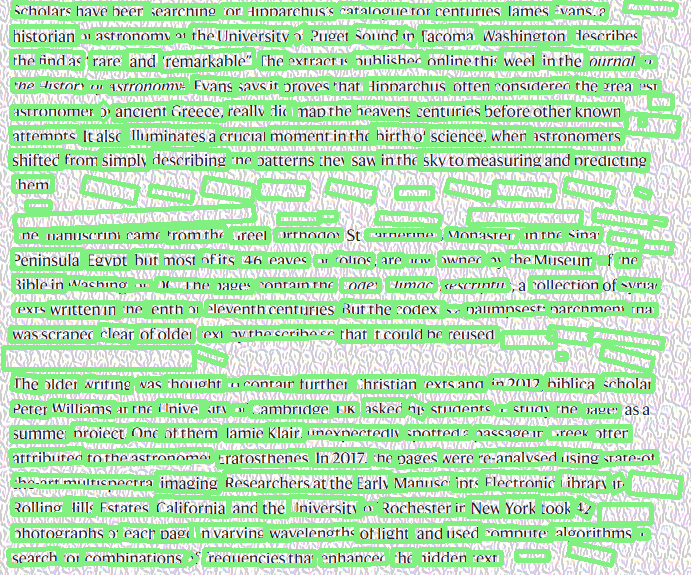 Scholars have been searching for Hipparchus's catalogue for centuries. James Evans, a
historian of astronomy at the University of Puget Sound in Tacoma, Washington, describes
the find as "rare" and "remarkable". The extract is published online this week in the Journal for
the History of Astronomy. Evans says it proves that Hipparchus, often considered the greatest
astronomer of ancient Greece, really did map the heavens centuries before other known
attempts. It also illuminates a crucial moment in the birth of science, when astronomers
shifted from simply describing the patterns they saw in the sky to measuring and predicting
them.
The manuscript came from the Greek Orthodox St Catherine's Monastery in the Sinai
Peninsula, Egypt, but most of its 146 leaves, or folios, are now owned by the Museum of the
Bible in Washington DC. The pages contain the Codex Climaci Rescriptus, a collection of Syriac
texts written in the tenth or eleventh centuries. But the codex is a palimpsest: parchment that
was scraped clean of older text by the scribe so that it could be reused.
The older writing was thought to contain further Christian texts and, in 2012, biblical scholar
Peter Williams at the University of Cambridge, UK, asked his students to study the pages as a
summer project. One of them, Jamie Klair, unexpectedly spotted a passage in Greek often
attributed to the astronomer Eratosthenes. In 2017, the pages were re-analysed using state-of-
the-art multispectral imaging. Researchers at the Early Manuscripts Electronic Library in
Rolling Hills Estates, California, and the University of Rochester in New York took 42
photographs of each page in varying wavelengths of light, and used computer algorithms to
search for combinations of frequencies that enhanced the hidden text.